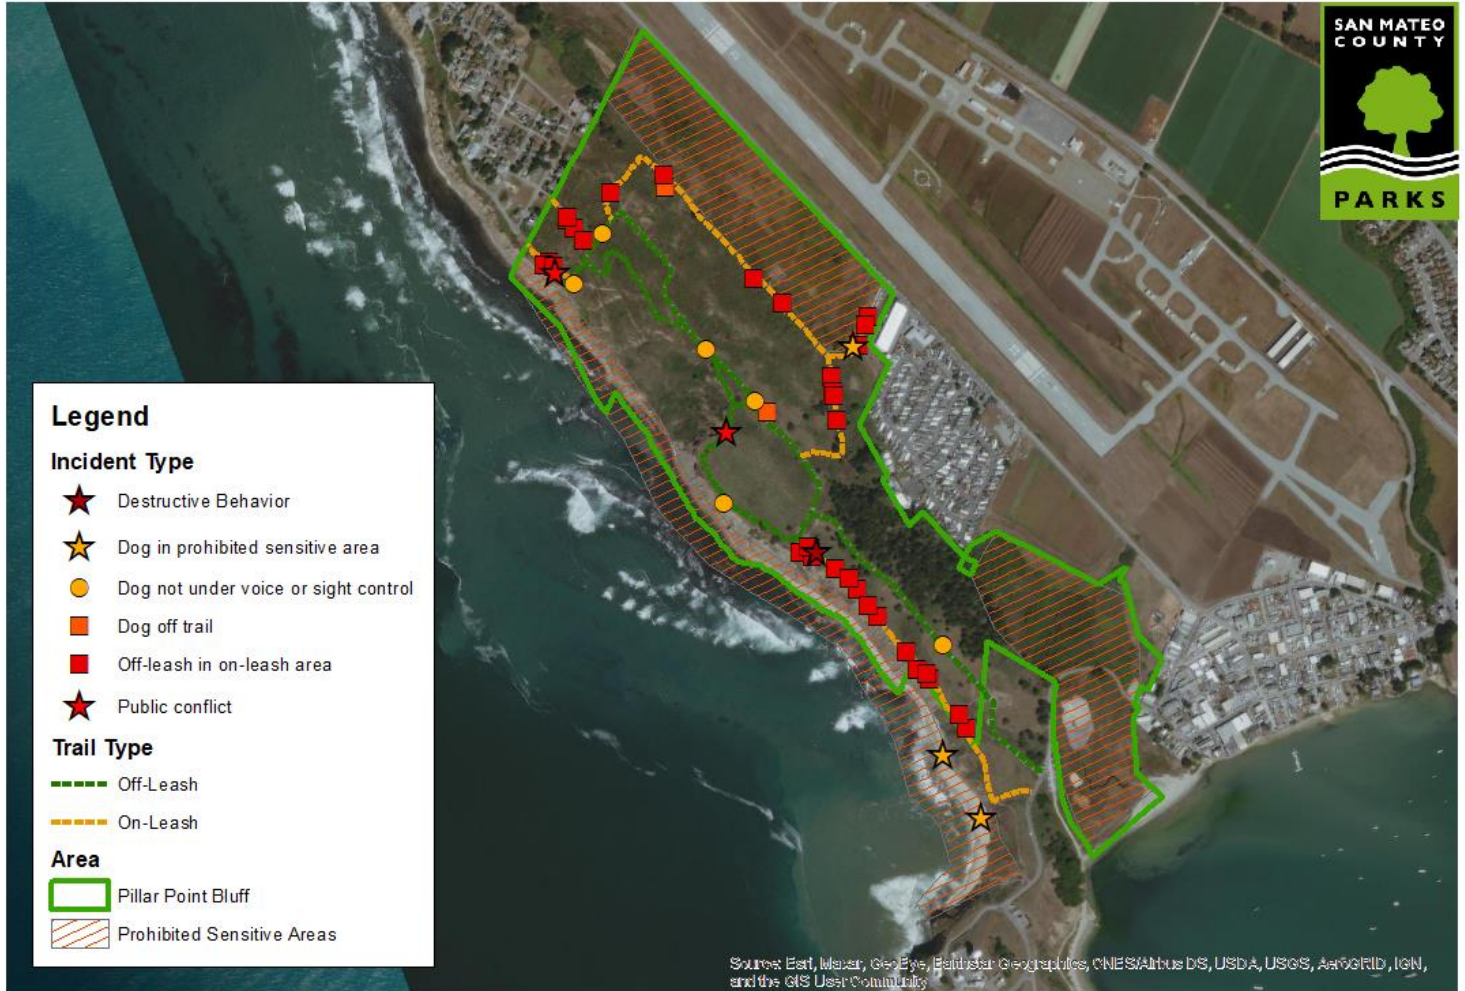 SAN MATEO
COUNTY
PARKS
Legend
Incident Type
Destructive Behavior
Dog in prohibited sensitive area
Dog not under voice or sight control
Dog off trail
Off-leash in on-leash area
Public conflict
Trail Type
Off-Leash
On-Leash
Area
Pillar Point Bluff
Prohibited Sensitive Areas
Source: Esri, Maxar, GeoEye, Earthstar Geographics, CNES/Airbus DS, USDA, USGS, AeroGRID, IGN,
and the GIS User Community